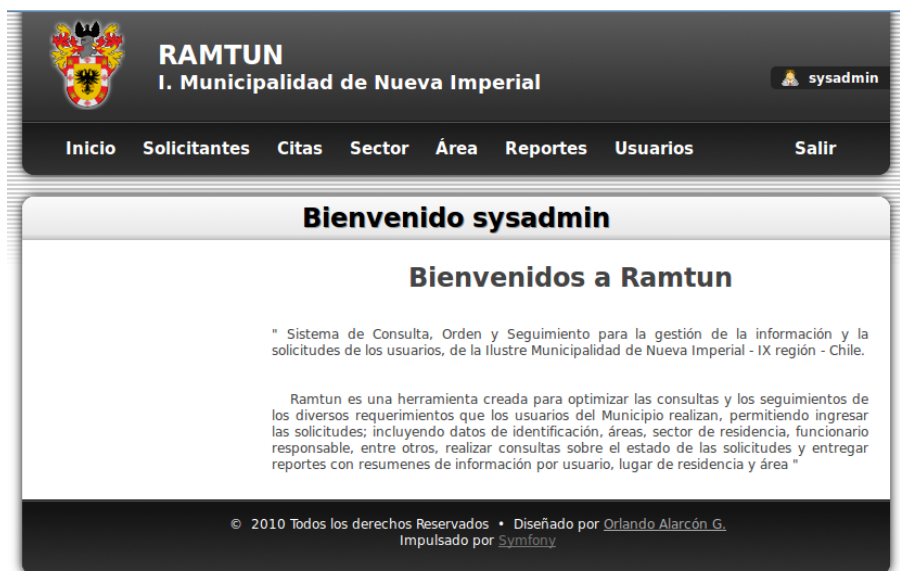 RAMTUN
I. Municipalidad de Nueva Imperial
sysadmin
Inicio Solicitantes Citas Sector Área Reportes Usuarios Salir
Bienvenido sysadmin
Bienvenidos a Ramtun
" Sistema de Consulta, Orden y Seguimiento para la gestión de la información y la
solicitudes de los usuarios, de la Ilustre Municipalidad de Nueva Imperial - IX región - Chile.
Ramtun es una herramienta creada para optimizar las consultas y los seguimientos de
los diversos requerimientos que los usuarios del Municipio realizan, permitiendo ingresar
las solicitudes; incluyendo datos de identificación, áreas, sector de residencia, funcionario
responsable, entre otros, realizar consultas sobre el estado de las solicitudes y entregar
reportes con resumenes de información por usuario, lugar de residencia y área "
© 2010 Todos los derechos Reservados • Diseñado por Orlando Alarcón G.
Impulsado por Symfony